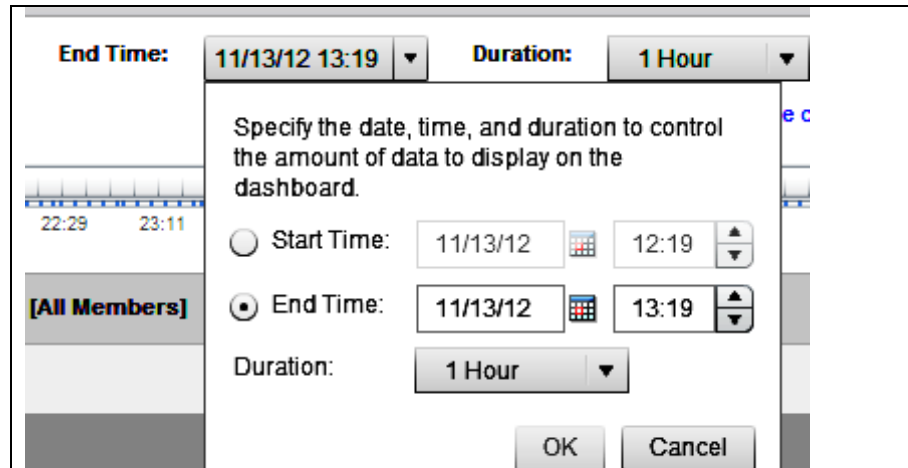 End Time: 11/13/12 13:19 Duration: 1 Hour
e c
Specify the date, time, and duration to control
the amount of data to display on the
dashboard.
22:29 23:11
Start Time: 11/13/12 12:19
[All Members]
End Time: 11/13/12 13:19
Duration: 1 Hour
OK Cancel